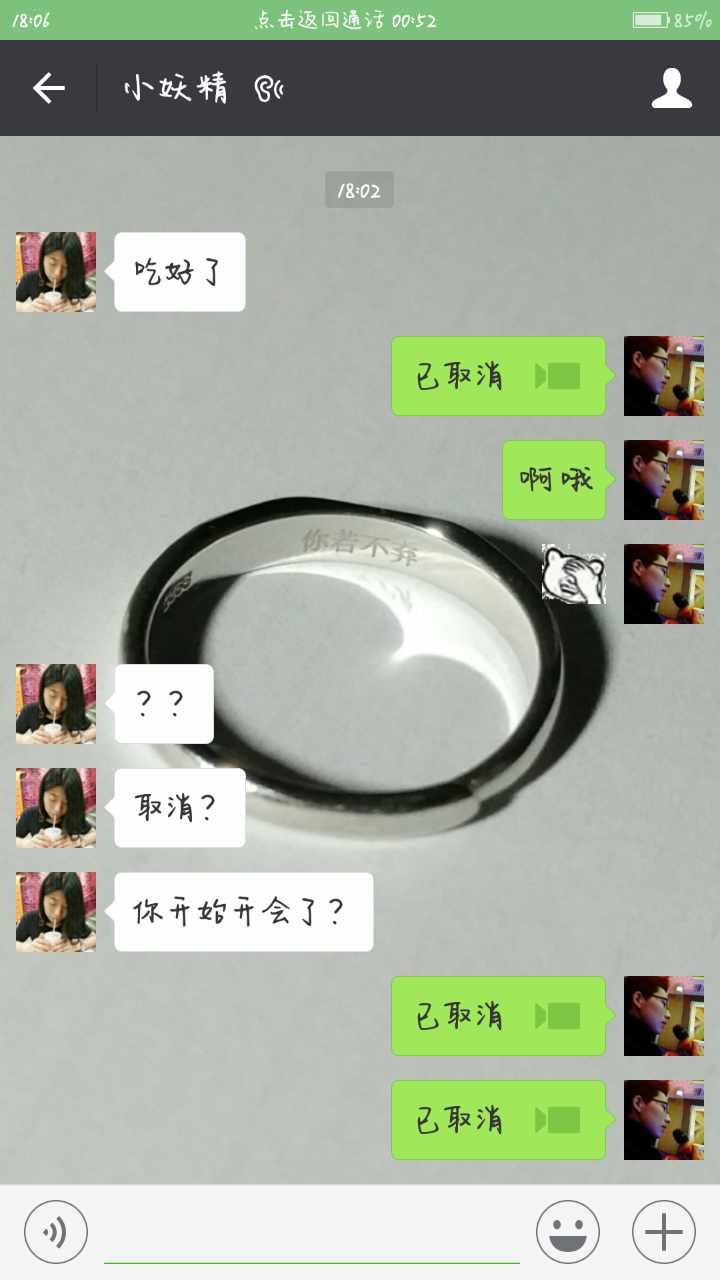 18:06 点击返回通话 00:52 85%
小妖精
18:02
吃好了
已取消
啊哦
你若不弃
？？
取消？
你开始开会了？
已取消
已取消